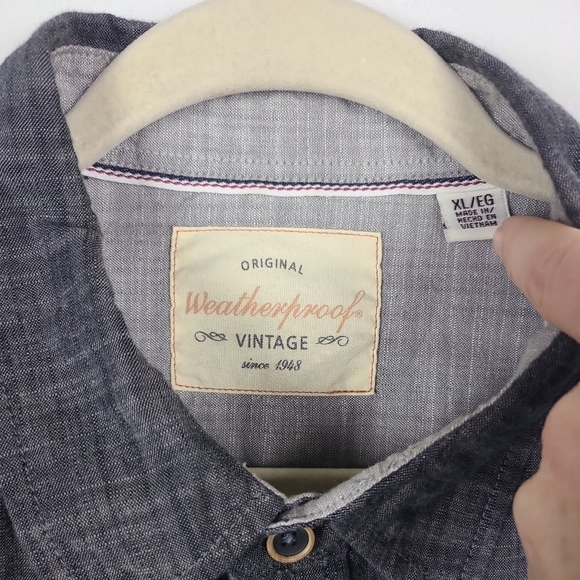 XL/EG
MADE IN/
HECHO EN
VIETNAM
ORIGINAL
Weatherproof®
VINTAGE
since 1948